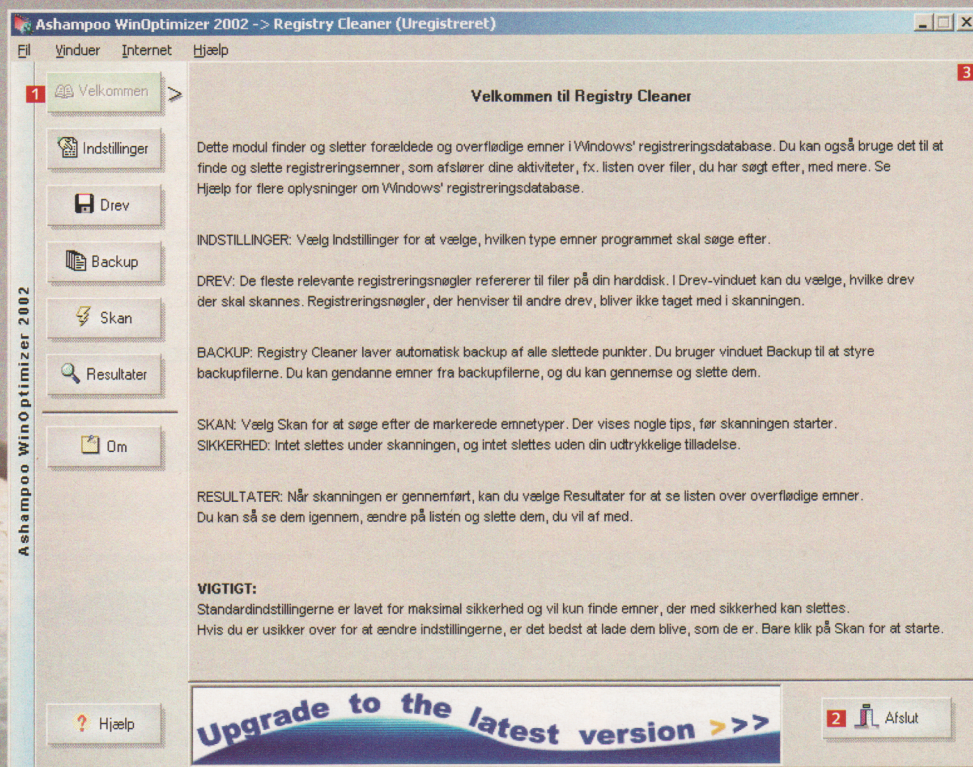 Ashampoo WinOptimizer 2002 -> Registry Cleaner (Uregistreret)
Fil Vinduer Internet Hjælp
1 Velkommen >
3
Indstillinger
Drev
Backup
Skan
Resultater
Om
Hjælp
Ashampoo WinOptimizer 2002
Velkommen til Registry Cleaner
Dette modul finder og sletter forældede og overflødige emner i Windows' registreringsdatabase. Du kan også bruge det til at
finde og slette registreringsemner, som afslører dine aktiviteter, fx. listen over filer, du har søgt efter, med mere. Se
Hjælp for flere oplysninger om Windows' registreringsdatabase.
INDSTILLINGER: Vælg Indstillinger for at vælge, hvilken type emner programmet skal søge efter.
DREV: De fleste relevante registreringsnøgler refererer til filer på din harddisk. I Drev-vinduet kan du vælge, hvilke drev
der skal skannes. Registreringsnøgler, der henviser til andre drev, bliver ikke taget med i skanningen.
BACKUP: Registry Cleaner laver automatisk backup af alle slettede punkter. Du bruger vinduet Backup til at styre
backupfilerne. Du kan gendanne emner fra backupfilerne, og du kan gennemse og slette dem.
SKAN: Vælg Skan for at søge efter de markerede emnetyper. Der vises nogle tips, før skanningen starter.
SIKKERHED: Intet slettes under skanningen, og intet slettes uden din udtrykkelige tilladelse.
RESULTATER: Når skanningen er gennemført, kan du vælge Resultater for at se listen over overflødige emner.
Du kan så se dem igennem, ændre på listen og slette dem, du vil af med.
VIGTIGT:
Standardindstillingerne er lavet for maksimal sikkerhed og vil kun finde emner, der med sikkerhed kan slettes.
Hvis du er usikker over for at ændre indstillingerne, er det bedst at lade dem blive, som de er. Bare klik på Skan for at starte.
Upgrade to the latest version >>>
2 Afslut